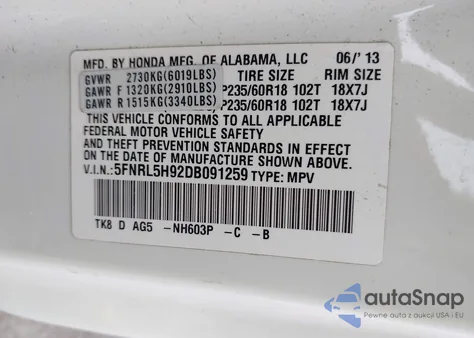 MFD. BY HONDA MFG. OF ALABAMA, LLC 06/'13
GVWR 2730KG(6019LBS) TIRE SIZE RIM SIZE
GAWR F 1320KG(2910LBS) P235/60R18 102T 18X7J
GAWR R 1515KG(3340LBS) P235/60R18 102T 18X7J
THIS VEHICLE CONFORMS TO ALL APPLICABLE
FEDERAL MOTOR VEHICLE SAFETY
AND THEFT PREVENTION STANDARDS IN EFFECT
ON THE DATE OF MANUFACTURE SHOWN ABOVE.
V.I.N.: 5FNRL5H92DB091259 TYPE: MPV
TK8 D AG5 -NH603P -C -B
autoSnap
Pewne auta z aukcji USA i EU